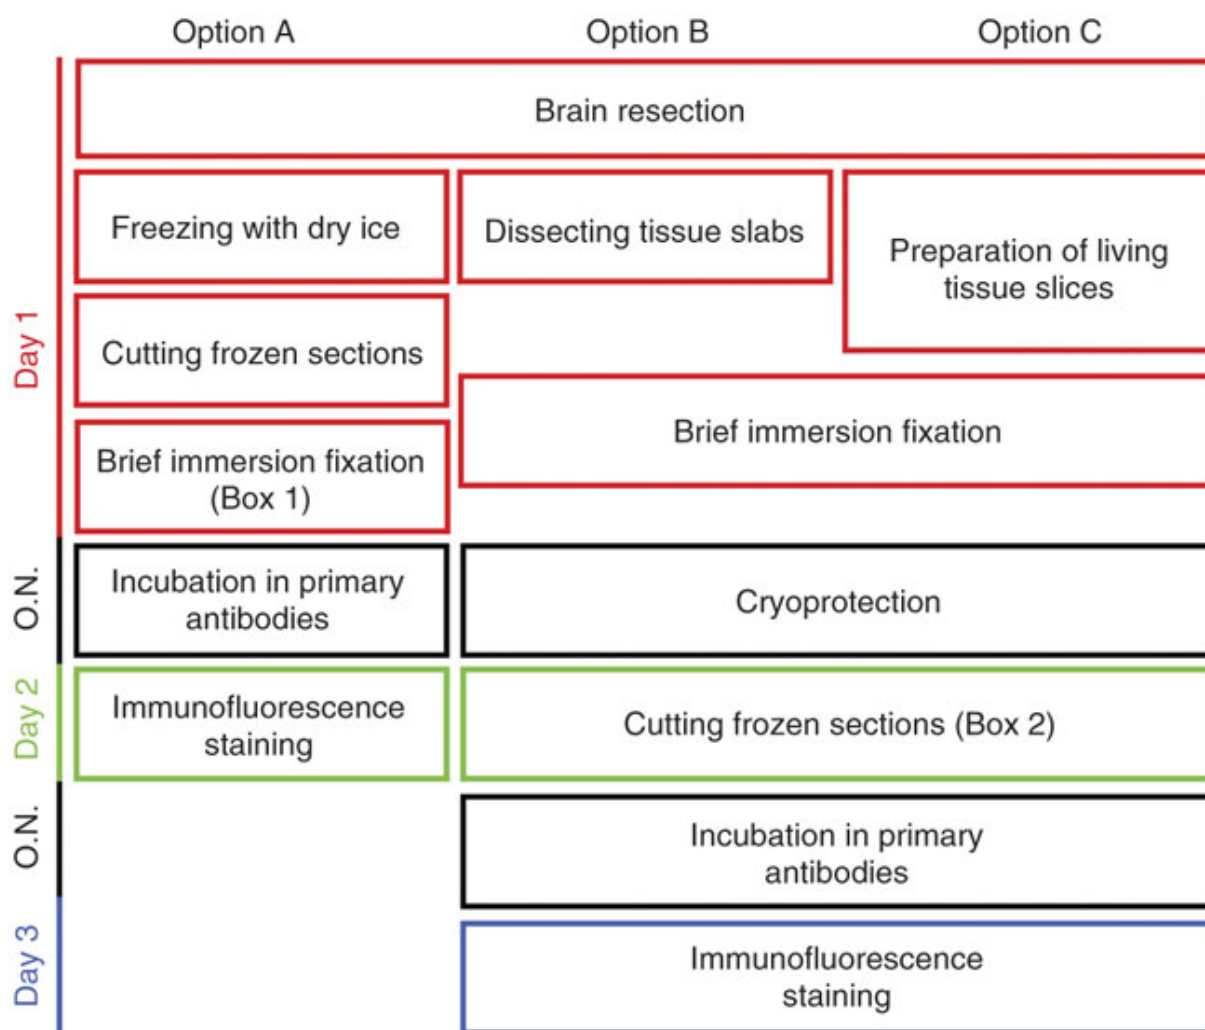 Option A
Option B
Option C
Day 1
Brain resection
Freezing with dry ice
Dissecting tissue slabs
Preparation of living
tissue slices
Cutting frozen sections
Brief immersion fixation
Brief immersion fixation
(Box 1)
O.N.
Incubation in primary
antibodies
Cryoprotection
Day 2
Immunofluorescence
staining
Cutting frozen sections (Box 2)
O.N.
Incubation in primary
antibodies
Day 3
Immunofluorescence
staining